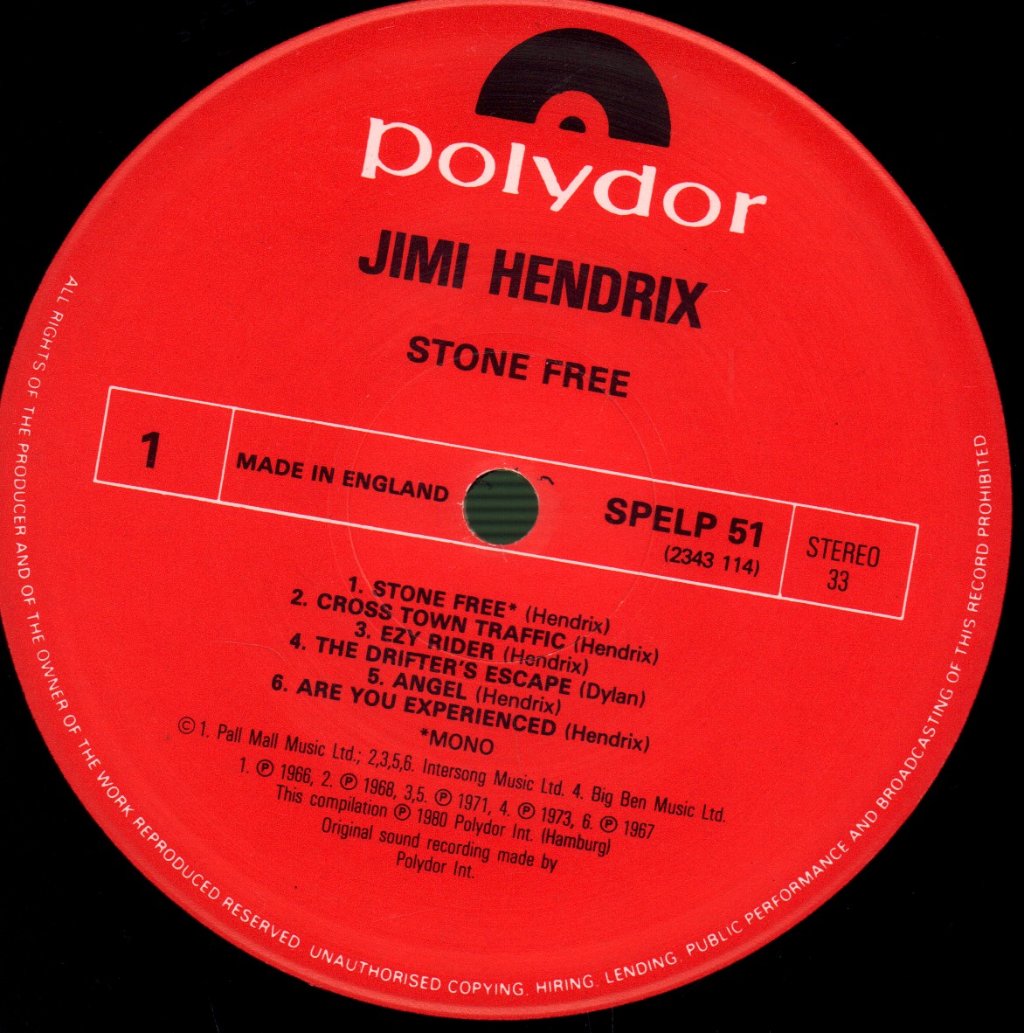 polydor
JIMI HENDRIX
STONE FREE
1
MADE IN ENGLAND
SPELP 51
(2343 114)
STEREO
33
1. STONE FREE* (Hendrix)
2. CROSS TOWN TRAFFIC (Hendrix)
3. EZY RIDER (Hendrix)
4. THE DRIFTER'S ESCAPE (Dylan)
5. ANGEL (Hendrix)
6. ARE YOU EXPERIENCED (Hendrix)
*MONO
© 1. Pall Mall Music Ltd.; 2,3,5,6. Intersong Music Ltd. 4. Big Ben Music Ltd.
1. ℗ 1966, 2. ℗ 1968, 3,5. ℗ 1971, 4. ℗ 1973, 6. ℗ 1967
This compilation ℗ 1980 Polydor Int. (Hamburg)
Original sound recording made by
Polydor Int.
ALL RIGHTS OF THE PRODUCER AND OF THE OWNER OF THE WORK REPRODUCED RESERVED. UNAUTHORISED COPYING, HIRING, LENDING, PUBLIC PERFORMANCE AND BROADCASTING OF THIS RECORD PROHIBITED